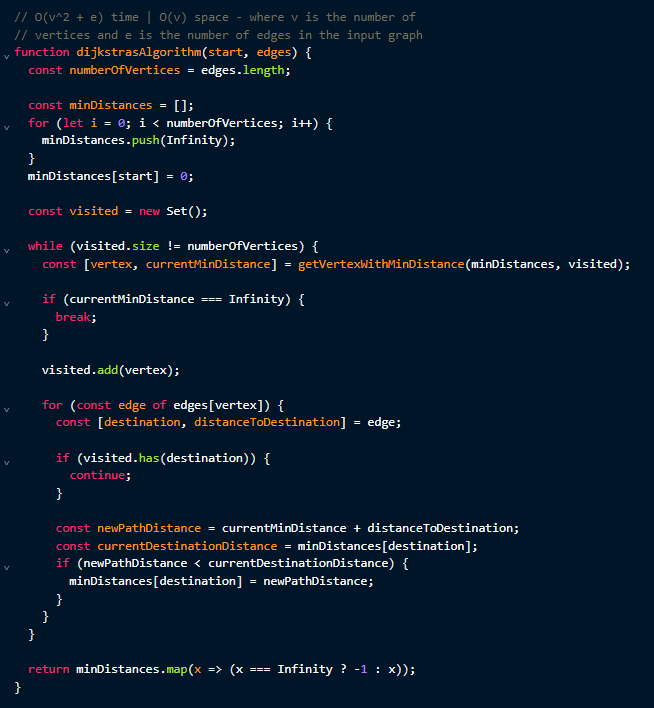 // O(v^2 + e) time | O(v) space - where v is the number of
// vertices and e is the number of edges in the input graph
function dijkstrasAlgorithm(start, edges) {
  const numberOfVertices = edges.length;

  const minDistances = [];
  for (let i = 0; i < numberOfVertices; i++) {
    minDistances.push(Infinity);
  }
  minDistances[start] = 0;

  const visited = new Set();

  while (visited.size != numberOfVertices) {
    const [vertex, currentMinDistance] = getVertexWithMinDistance(minDistances, visited);

    if (currentMinDistance === Infinity) {
      break;
    }

    visited.add(vertex);

    for (const edge of edges[vertex]) {
      const [destination, distanceToDestination] = edge;

      if (visited.has(destination)) {
        continue;
      }

      const newPathDistance = currentMinDistance + distanceToDestination;
      const currentDestinationDistance = minDistances[destination];
      if (newPathDistance < currentDestinationDistance) {
        minDistances[destination] = newPathDistance;
      }
    }
  }

  return minDistances.map(x => (x === Infinity ? -1 : x));
}